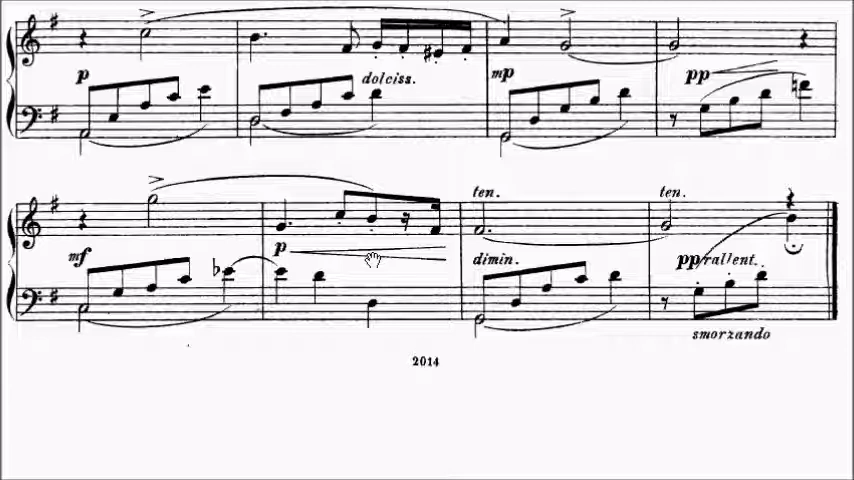 p dolciss. mp pp
ten. ten.
mf p dimin. pp rallent.
smorzando
2014